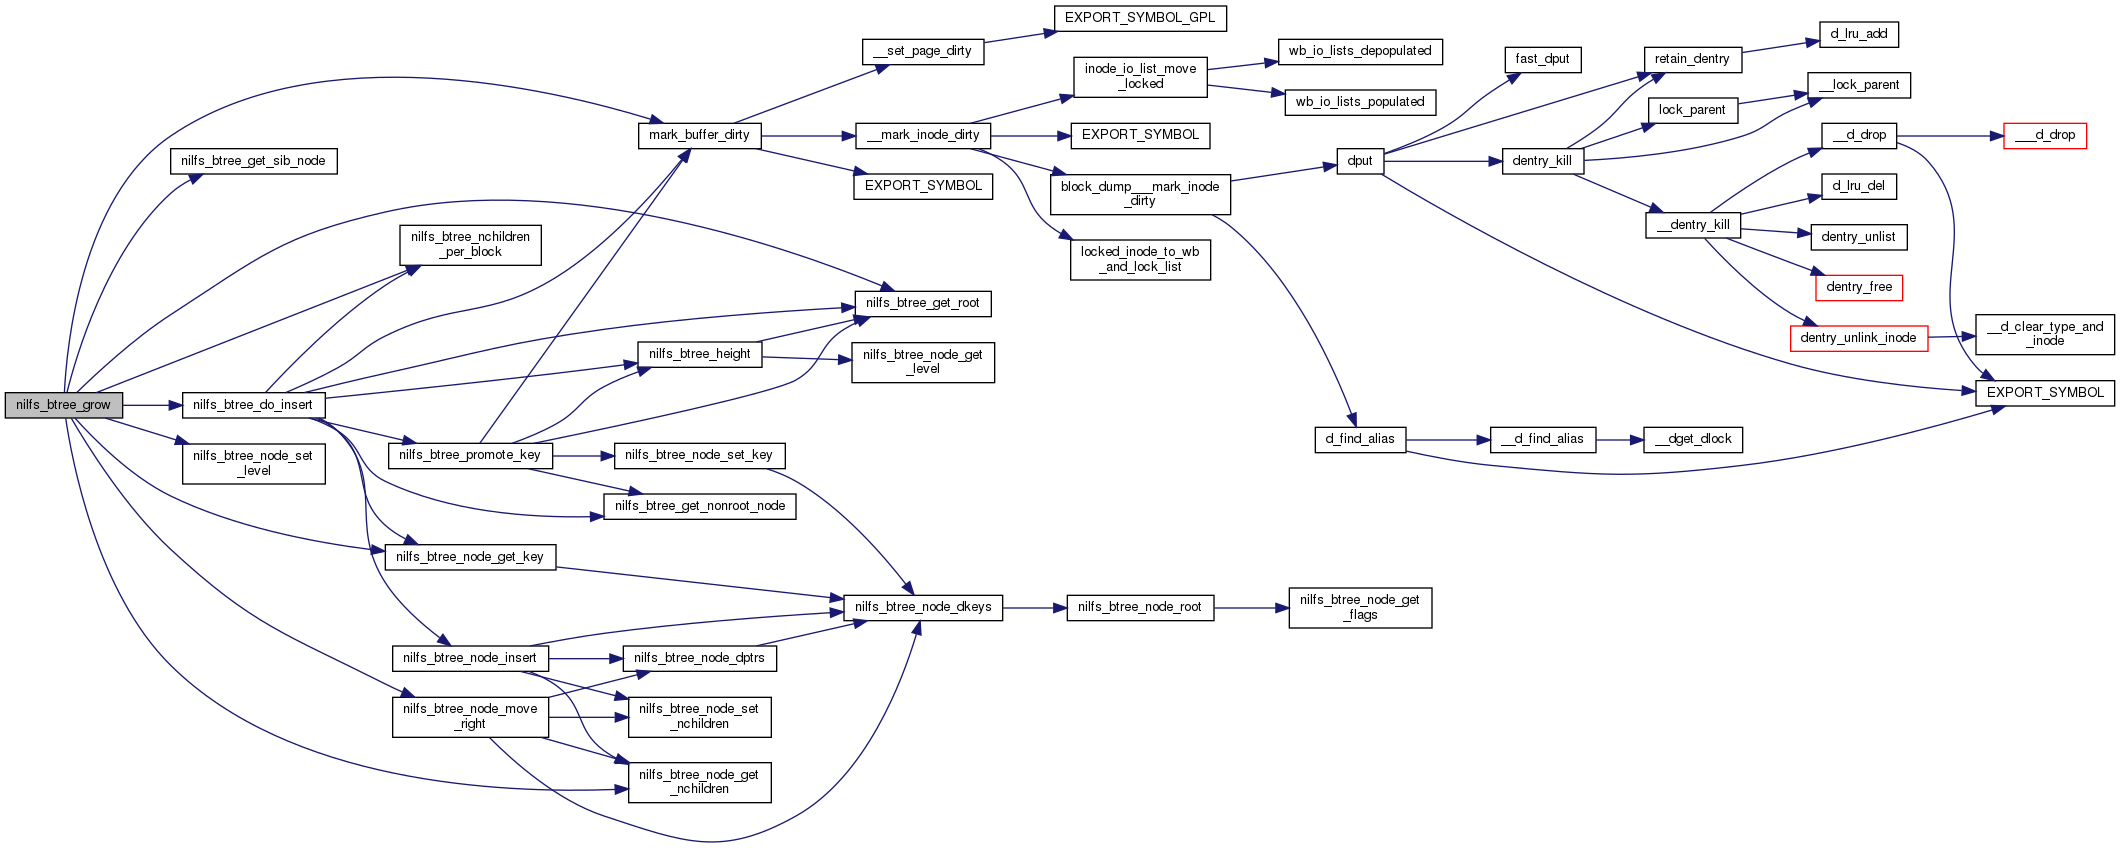 EXPORT_SYMBOL_GPL
__set_page_dirty
d_lru_add
wb_io_lists_depopulated
fast_dput
retain_dentry
inode_io_list_move
_locked
__lock_parent
wb_io_lists_populated
lock_parent
mark_buffer_dirty
__mark_inode_dirty
EXPORT_SYMBOL
__d_drop
___d_drop
nilfs_btree_get_sib_node
dput
dentry_kill
EXPORT_SYMBOL
block_dump___mark_inode
_dirty
d_lru_del
__dentry_kill
dentry_unlist
nilfs_btree_nchildren
_per_block
locked_inode_to_wb
_and_lock_list
dentry_free
nilfs_btree_get_root
__d_clear_type_and
_inode
dentry_unlink_inode
nilfs_btree_height
nilfs_btree_node_get
_level
EXPORT_SYMBOL
nilfs_btree_grow
nilfs_btree_do_insert
d_find_alias
__d_find_alias
__dget_dlock
nilfs_btree_promote_key
nilfs_btree_node_set_key
nilfs_btree_node_set
_level
nilfs_btree_get_nonroot_node
nilfs_btree_node_get_key
nilfs_btree_node_dkeys
nilfs_btree_node_root
nilfs_btree_node_get
_flags
nilfs_btree_node_insert
nilfs_btree_node_dptrs
nilfs_btree_node_move
_right
nilfs_btree_node_set
_nchildren
nilfs_btree_node_get
_nchildren